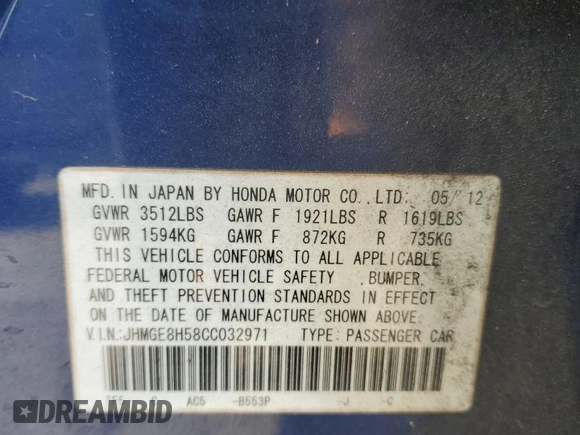 MFD. IN JAPAN BY HONDA MOTOR CO., LTD. 05/12
GVWR 3512LBS GAWR F 1921LBS R 1619LBS
GVWR 1594KG GAWR F 872KG R 735KG
THIS VEHICLE CONFORMS TO ALL APPLICABLE
FEDERAL MOTOR VEHICLE SAFETY , BUMPER,
AND THEFT PREVENTION STANDARDS IN EFFECT
ON THE DATE OF MANUFACTURE SHOWN ABOVE.
V.I.N.:JHMGE8H58CC032971 TYPE: PASSENGER CAR
AC5 -B553P -J -C
DREAMBID